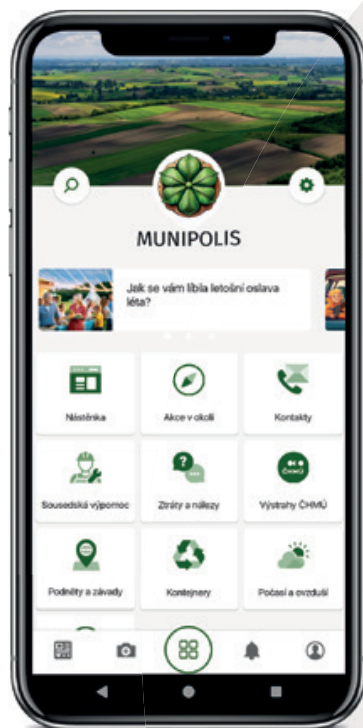 MUNIPOLIS
Jak se vám líbila letošní oslava
léta?
Nástěnka
Akce v okolí
Kontakty
Sousedská výpomoc
Ztráty a nálezy
ČHMÚ
Výstrahy ČHMÚ
Podněty a závady
Kontejnery
Počasí a ovzduší